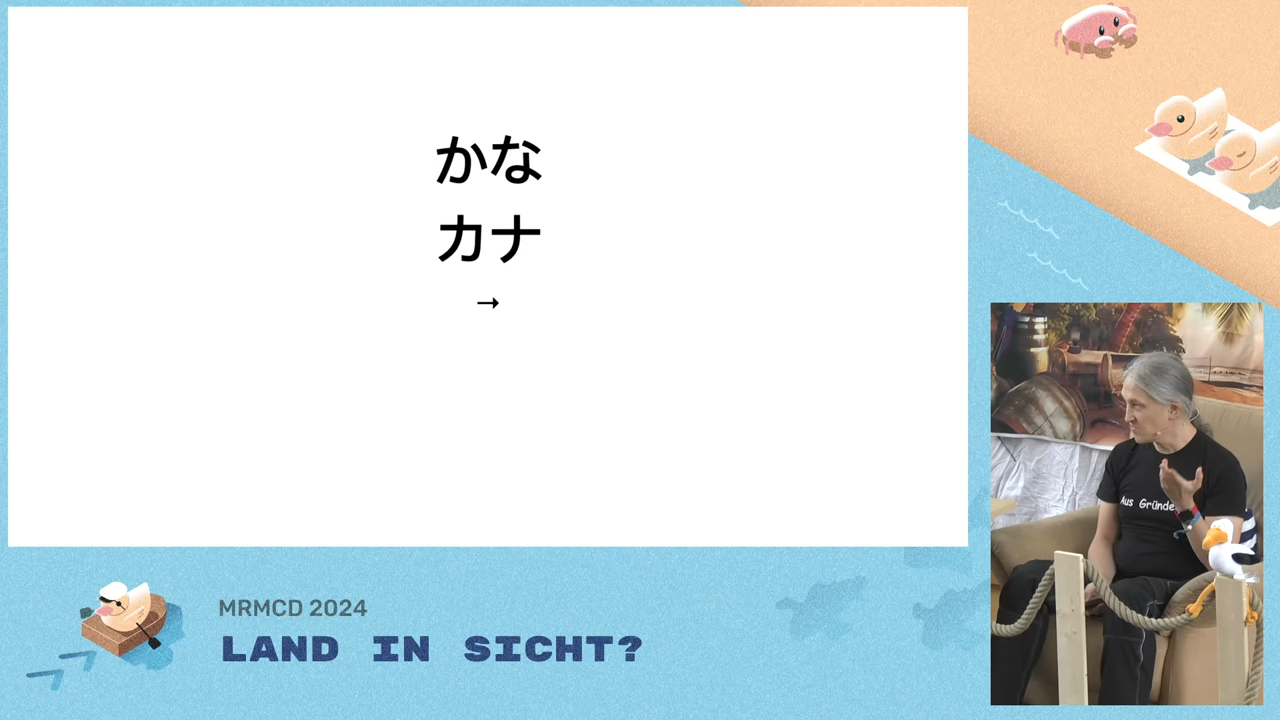 かな
カナ
→
MRMCD 2024
LAND IN SICHT?
Aus Gründe